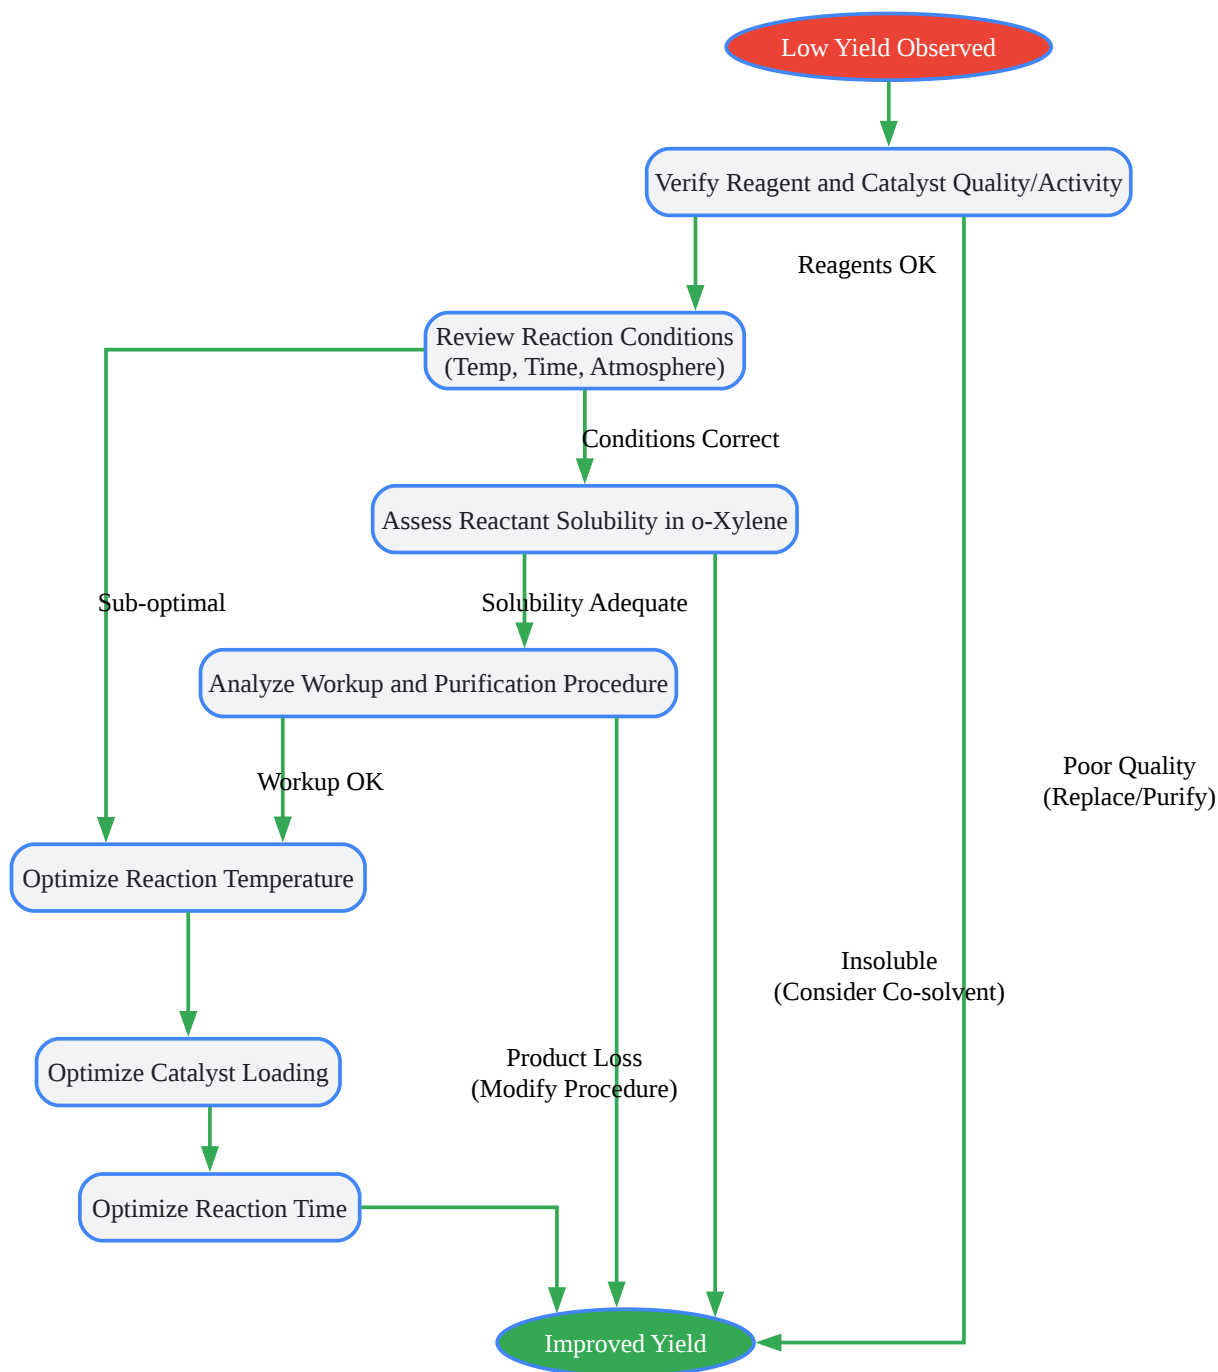 Low Yield Observed
Verify Reagent and Catalyst Quality/Activity
Reagents OK
Review Reaction Conditions
(Temp, Time, Atmosphere)
Conditions Correct
Assess Reactant Solubility in o-Xylene
Sub-optimal
Solubility Adequate
Analyze Workup and Purification Procedure
Workup OK
Poor Quality
(Replace/Purify)
Optimize Reaction Temperature
Insoluble
(Consider Co-solvent)
Product Loss
(Modify Procedure)
Optimize Catalyst Loading
Optimize Reaction Time
Improved Yield